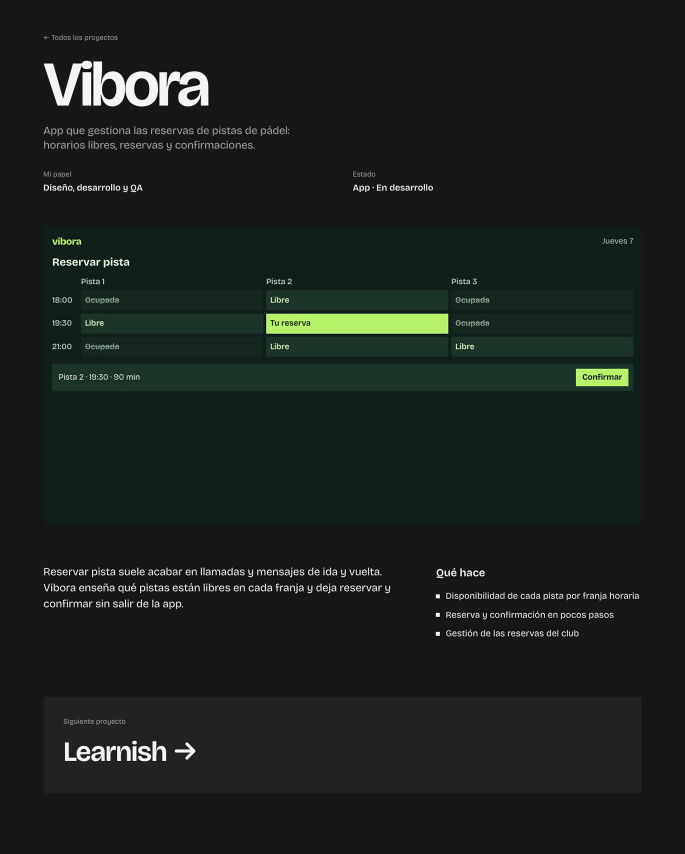 ← Todos los proyectos
Vibora
App que gestiona las reservas de pistas de pádel:
horarios libres, reservas y confirmaciones.
Mi papel
Diseño, desarrollo y QA
Estado
App · En desarrollo
vibora
Jueves 7
Reservar pista
Pista 1 Pista 2 Pista 3
18:00 Ocupada Libre Ocupada
19:30 Libre Tu reserva Ocupada
21:00 Ocupada Libre Libre
Pista 2 · 19:30 · 90 min
Confirmar
Reservar pista suele acabar en llamadas y mensajes de ida y vuelta.
Vibora enseña qué pistas están libres en cada franja y deja reservar y
confirmar sin salir de la app.
Qué hace
Disponibilidad de cada pista por franja horaria
Reserva y confirmación en pocos pasos
Gestión de las reservas del club
Siguiente proyecto
Learnish →